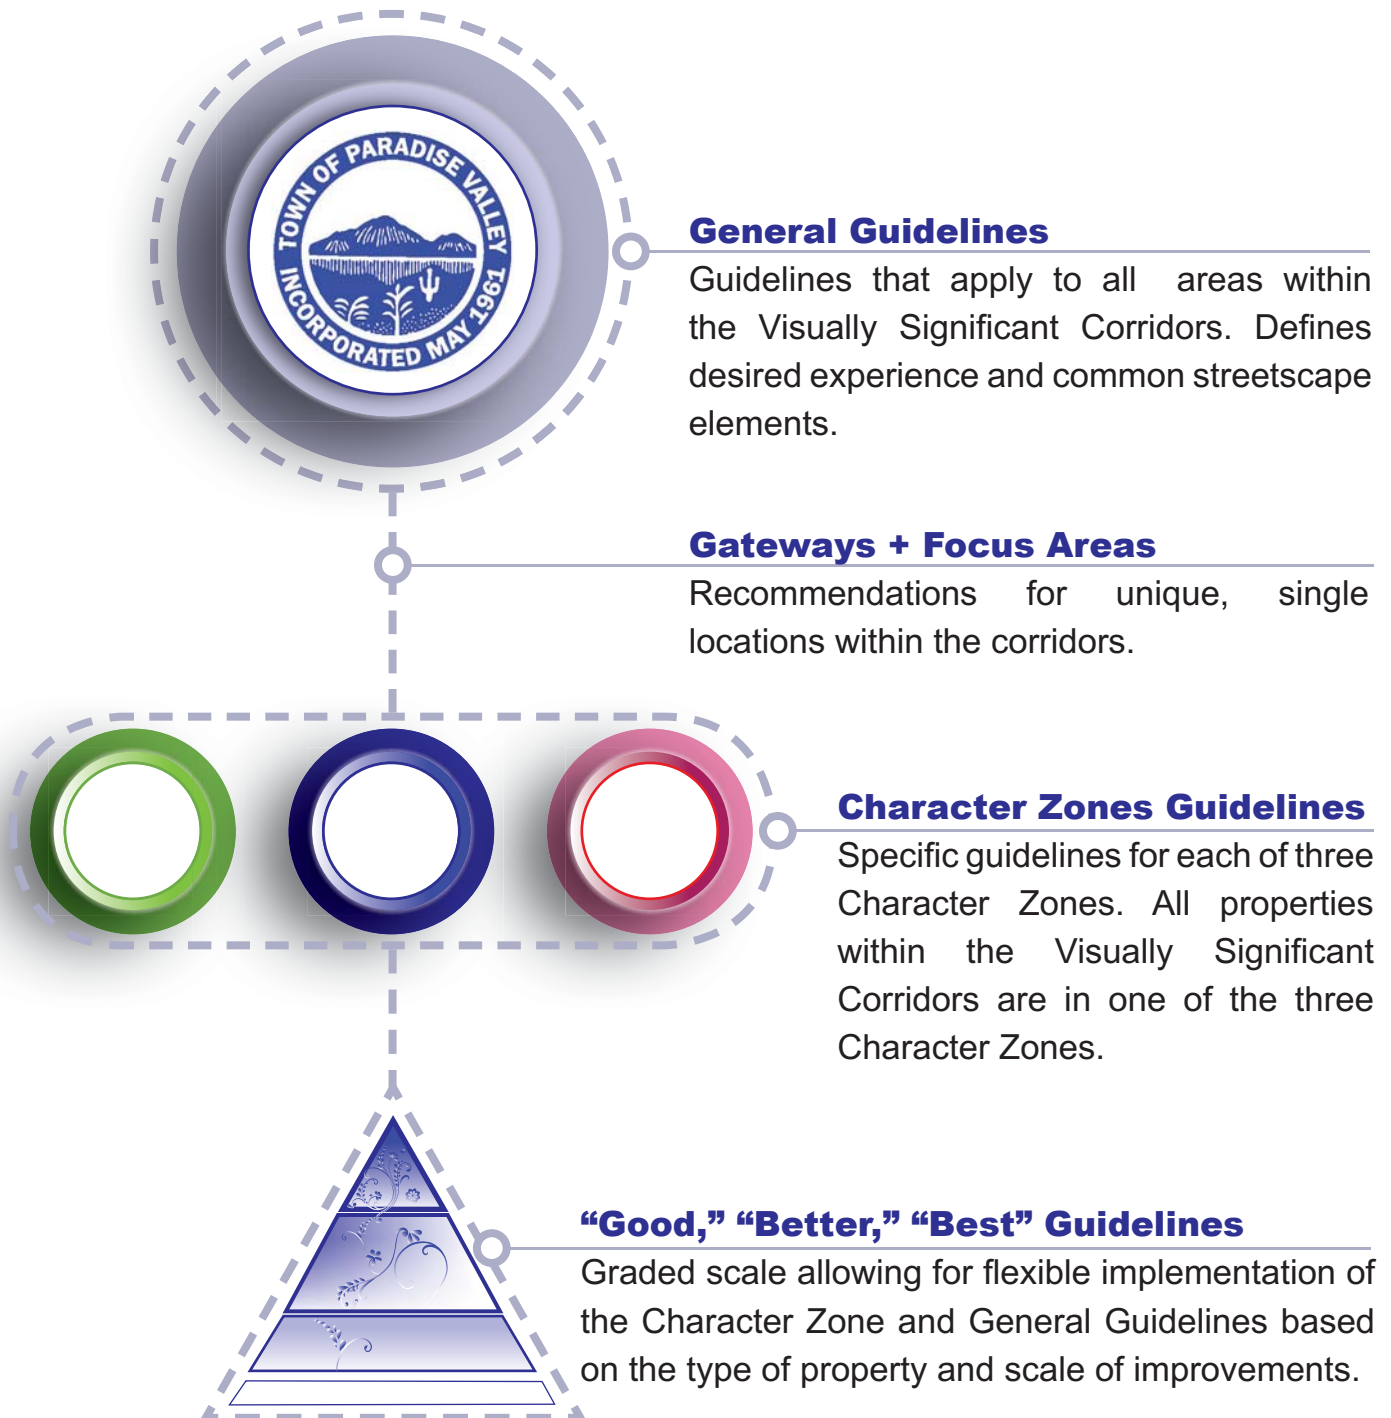 TOWN OF PARADISE VALLEY
INCORPORATED MAY 1961
General Guidelines
Guidelines that apply to all areas within
the Visually Significant Corridors. Defines
desired experience and common streetscape
elements.
Gateways + Focus Areas
Recommendations for unique, single
locations within the corridors.
Character Zones Guidelines
Specific guidelines for each of three
Character Zones. All properties
within the Visually Significant
Corridors are in one of the three
Character Zones.
“Good,” “Better,” “Best” Guidelines
Graded scale allowing for flexible implementation of
the Character Zone and General Guidelines based
on the type of property and scale of improvements.